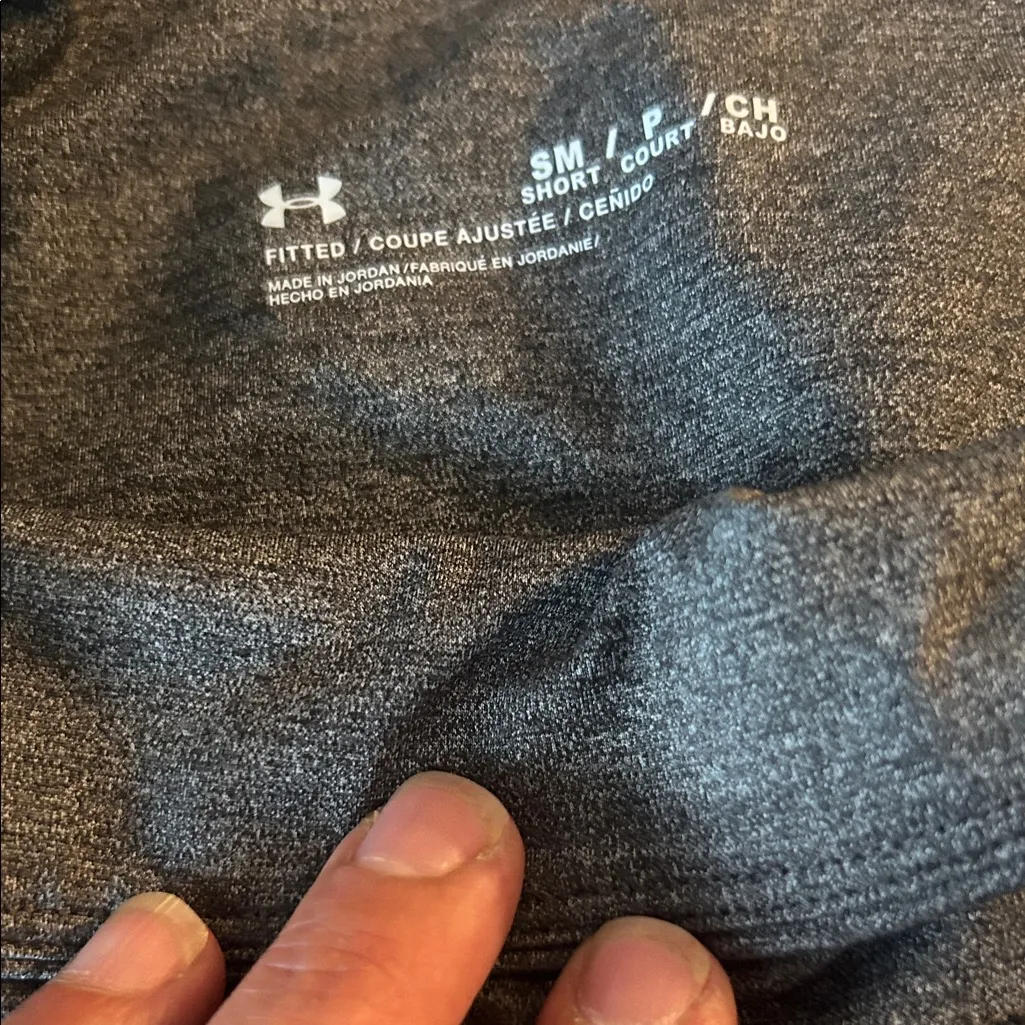 SM / P / CH
SHORT COURT BAJO
FITTED / COUPE AJUSTÉE / CEÑIDO
MADE IN JORDAN / FABRIQUÉ EN JORDANIE/
HECHO EN JORDANIA